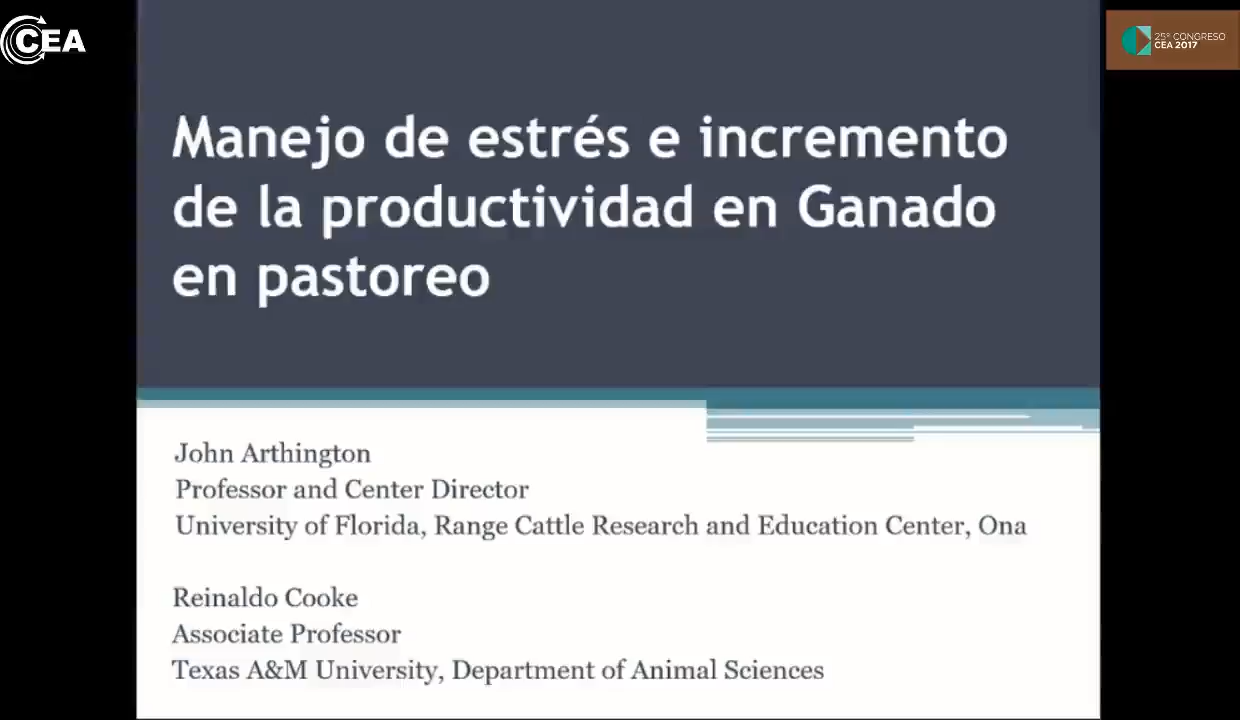 CEA
25º CONGRESO
CEA 2017
Manejo de estrés e incremento
de la productividad en Ganado
en pastoreo
John Arthington
Professor and Center Director
University of Florida, Range Cattle Research and Education Center, Ona
Reinaldo Cooke
Associate Professor
Texas A&M University, Department of Animal Sciences